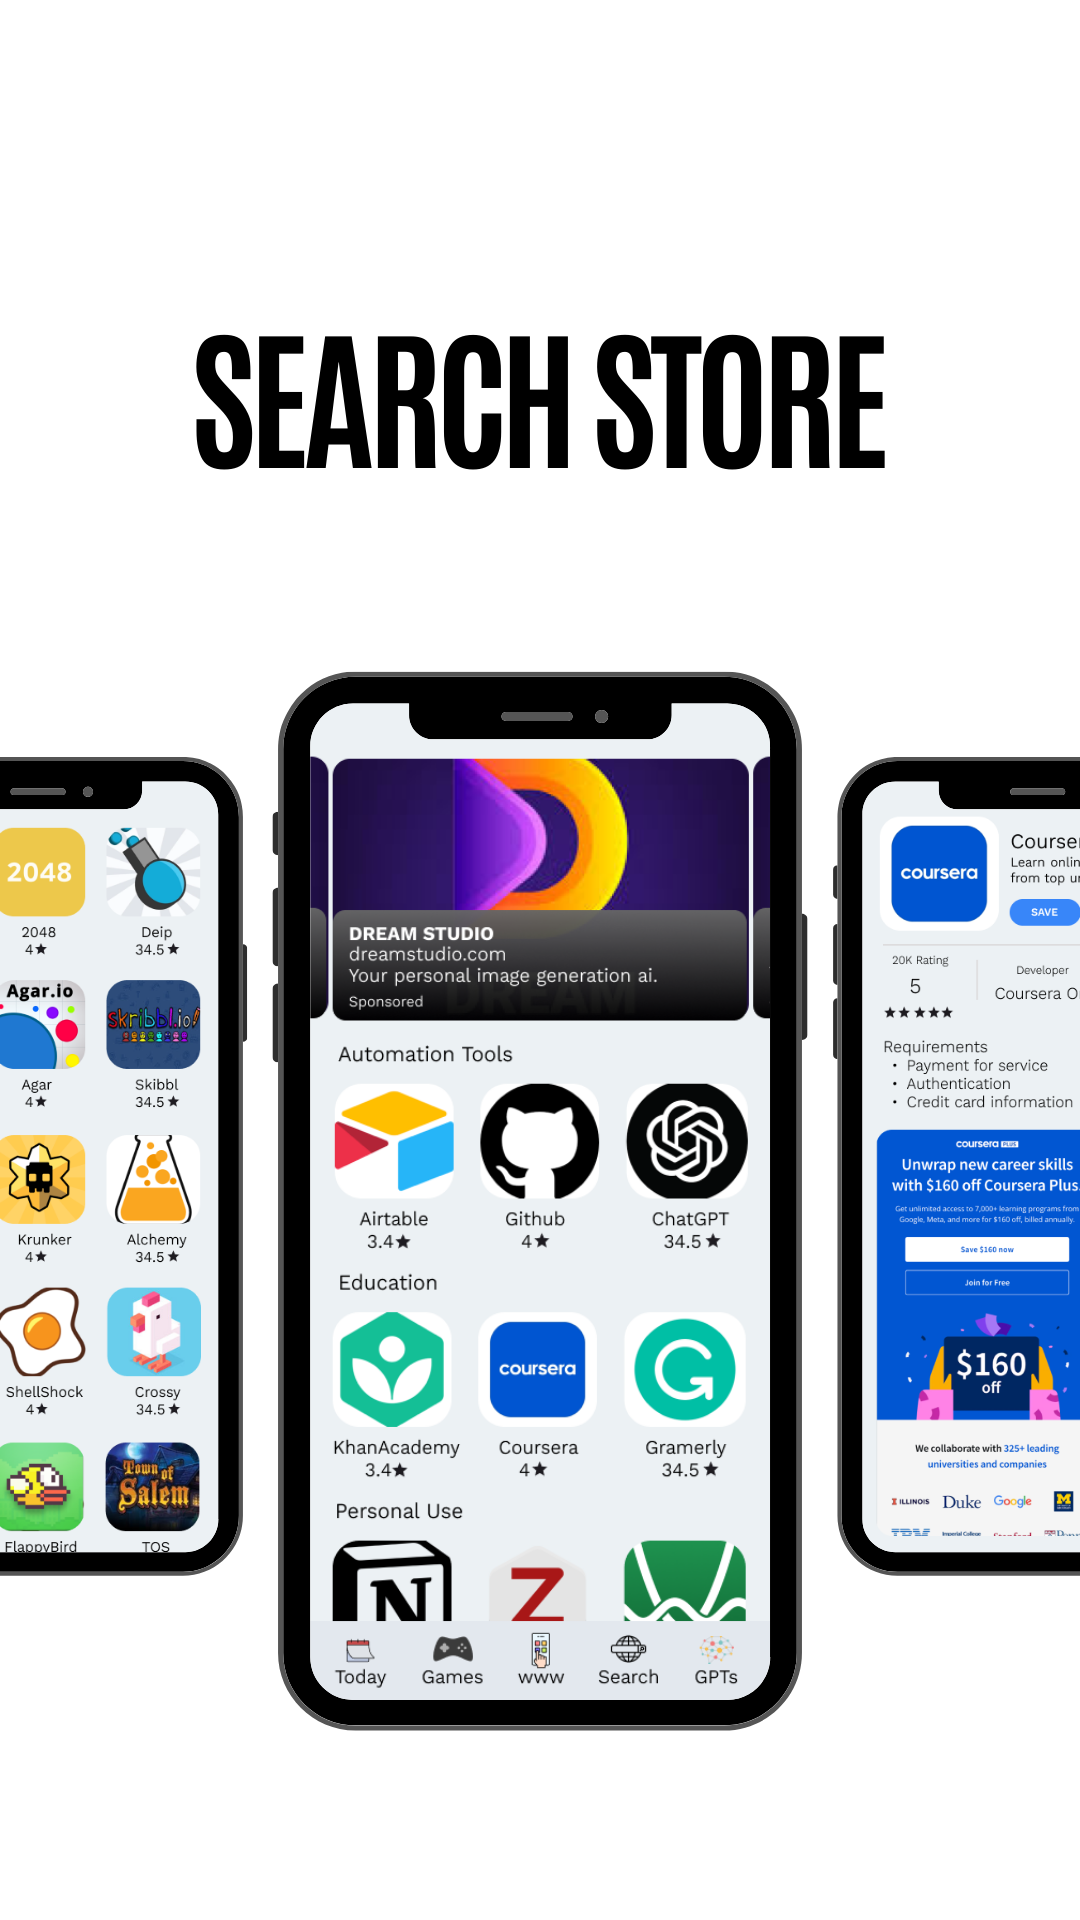 SEARCH STORE
2048
2048
4★
Deip
34.5★
Agar.io
Agar
4★
skribbl.io!
Skibbl
34.5★
Krunker
4★
Alchemy
34.5★
ShellShock
4★
Crossy
34.5★
FlappyBird
Town of
Salem
TOS
DREAM STUDIO
dreamstudio.com
Your personal image generation ai.
Sponsored
DREAM
Automation Tools
Airtable
3.4★
Github
4★
ChatGPT
34.5★
Education
KhanAcademy
3.4★
coursera
Coursera
4★
Gramerly
34.5★
Personal Use
N
Z
Today
Games
www
Search
GPTs
coursera
Course
Learn onlin
from top u
SAVE
20K Rating
5
★★★★★
Developer
Coursera O
Requirements
• Payment for service
• Authentication
• Credit card information
coursera PLUS
Unwrap new career skills
with $160 off Coursera Plus.
Get unlimited access to 7,000+ learning programs from
Google, Meta, and more for $160 off, billed annually.
Save $160 now
Join for Free
$160
off
We collaborate with 325+ leading
universities and companies
ILLINOIS
Duke
Google
M
IBM
Imperial College
Stanford
Penn